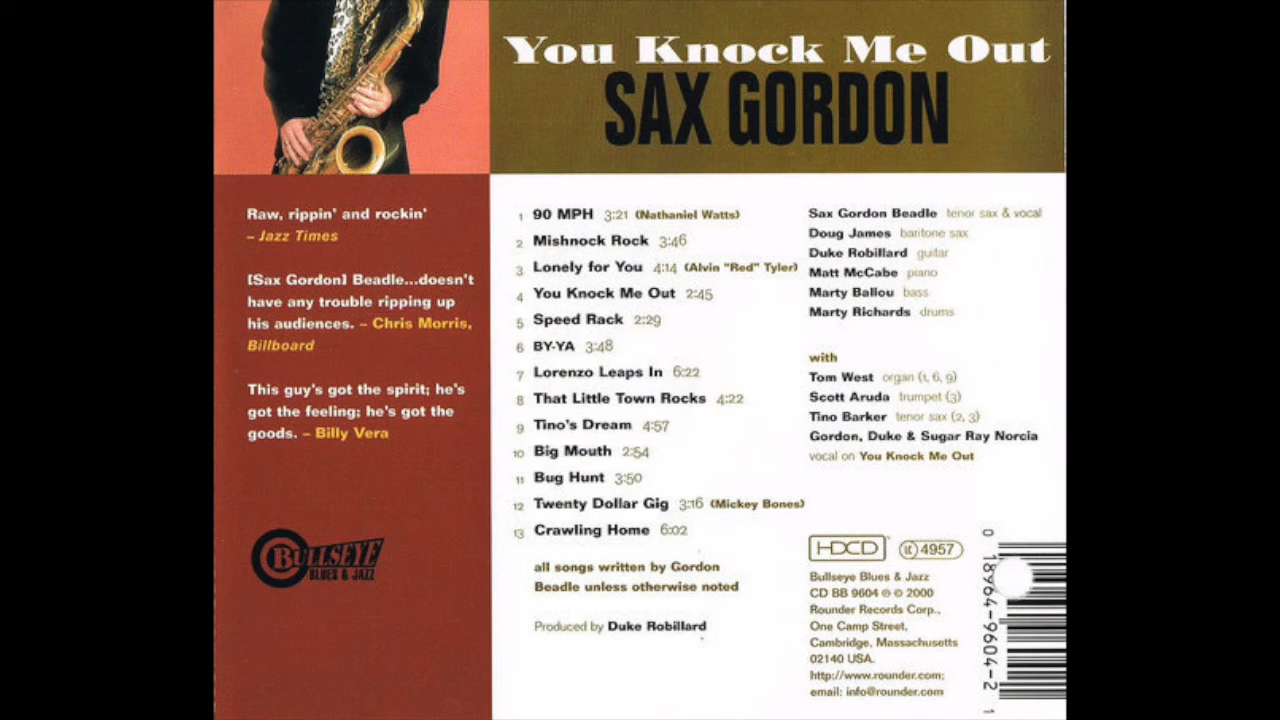 You Knock Me Out
SAX GORDON
Raw, rippin' and rockin'
– Jazz Times
[Sax Gordon] Beadle...doesn't
have any trouble ripping up
his audiences. – Chris Morris,
Billboard
This guy's got the spirit; he's
got the feeling; he's got the
goods. – Billy Vera
BULLSEYE
BLUES & JAZZ
1 90 MPH 3:21 (Nathaniel Watts)
2 Mishnock Rock 3:46
3 Lonely for You 4:14 (Alvin "Red" Tyler)
4 You Knock Me Out 2:45
5 Speed Rack 2:29
6 BY-YA 3:48
7 Lorenzo Leaps In 6:22
8 That Little Town Rocks 4:22
9 Tino's Dream 4:57
10 Big Mouth 2:54
11 Bug Hunt 3:50
12 Twenty Dollar Gig 3:16 (Mickey Bones)
13 Crawling Home 6:02
all songs written by Gordon
Beadle unless otherwise noted
Produced by Duke Robillard
Sax Gordon Beadle tenor sax & vocal
Doug James baritone sax
Duke Robillard guitar
Matt McCabe piano
Marty Ballou bass
Marty Richards drums
with
Tom West organ (1, 6, 9)
Scott Aruda trumpet (3)
Tino Barker tenor sax (2, 3)
Gordon, Duke & Sugar Ray Norcia
vocal on You Knock Me Out
HDCD LC 4957
Bullseye Blues & Jazz
CD BB 9604 ℗ © 2000
Rounder Records Corp.,
One Camp Street,
Cambridge, Massachusetts
02140 USA.
http://www.rounder.com;
email: info@rounder.com
0 18964-9604-2 1